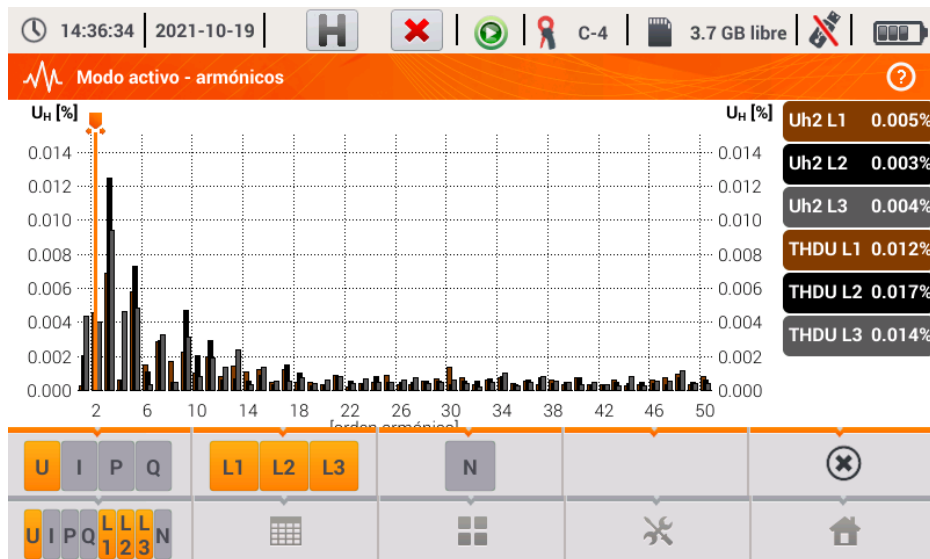 14:36:34 2021-10-19 H C-4 3.7 GB libre
Modo activo - armónicos ?
U_H [%] U_H [%]
0.014 0.014
0.012 0.012
0.010 0.010
0.008 0.008
0.006 0.006
0.004 0.004
0.002 0.002
0.000 0.000
2 6 10 14 18 22 26 30 34 38 42 46 50
[orden armónico]
Uh2 L1 0.005%
Uh2 L2 0.003%
Uh2 L3 0.004%
THDU L1 0.012%
THDU L2 0.017%
THDU L3 0.014%
U I P Q L1 L2 L3 N
U I P Q L1 L2 L3 N